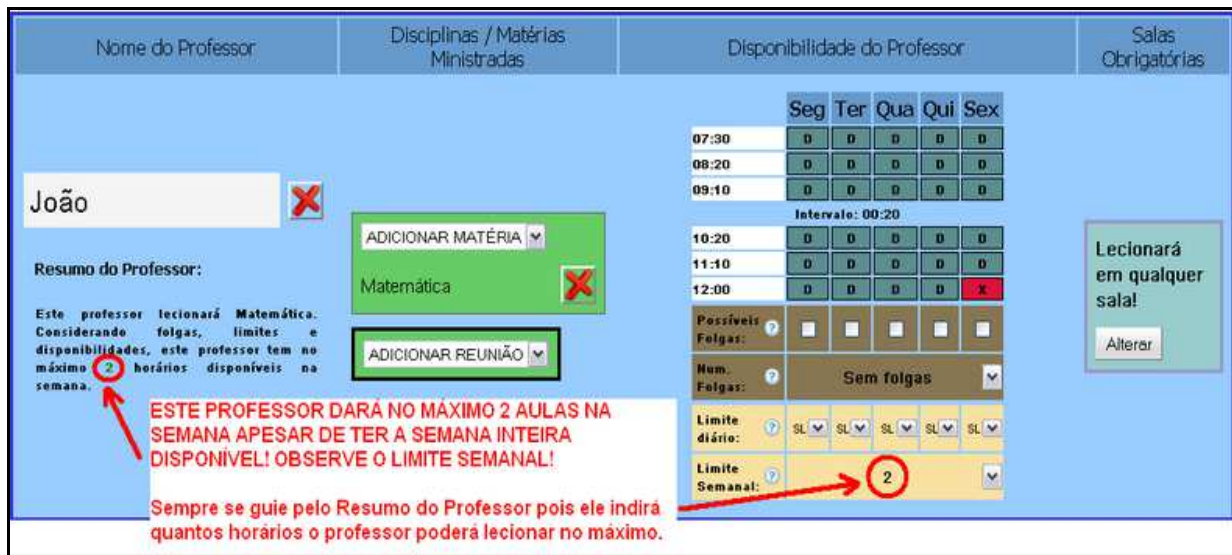 Nome do Professor
Disciplinas / Matérias
Ministradas
Disponibilidade do Professor
Salas
Obrigatórias
João
Resumo do Professor:
Este professor lecionará Matemática.
Considerando folgas, limites e
disponibilidades, este professor tem no
máximo 2 horários disponíveis na
semana.
ADICIONAR MATÉRIA
Matemática
ADICIONAR REUNIÃO
Seg Ter Qua Qui Sex
07:30 D D D D D
08:20 D D D D D
09:10 D D D D D
Intervalo: 00:20
10:20 D D D D D
11:10 D D D D D
12:00 D D D D X
Possíveis
Folgas: ?
Num.
Folgas: ? Sem folgas
Limite
diário: ? SL SL SL SL SL
Limite
Semanal: ? 2
Lecionará
em qualquer
sala!
Alterar
ESTE PROFESSOR DARÁ NO MÁXIMO 2 AULAS NA
SEMANA APESAR DE TER A SEMANA INTEIRA
DISPONÍVEL! OBSERVE O LIMITE SEMANAL!
Sempre se guie pelo Resumo do Professor pois ele indirá
quantos horários o professor poderá lecionar no máximo.